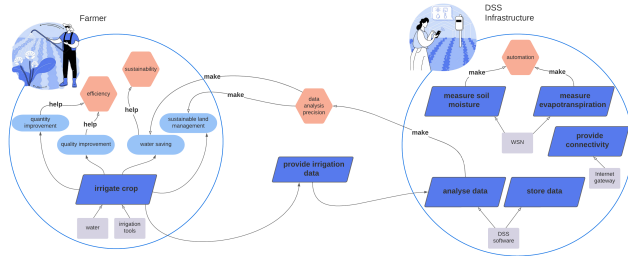 Farmer
DSS
Infrastructure
sustainability
efficiency
automation
make
make
make
make
make
help
help
help
data
analysis
precision
measure soil
moisture
measure
evapotranspiration
quantity
improvement
sustainable land
management
quality improvement
water saving
WSN
provide
connectivity
provide irrigation
data
Internet
gateway
irrigate crop
analyse data
store data
water
irrigation
tools
DSS
software